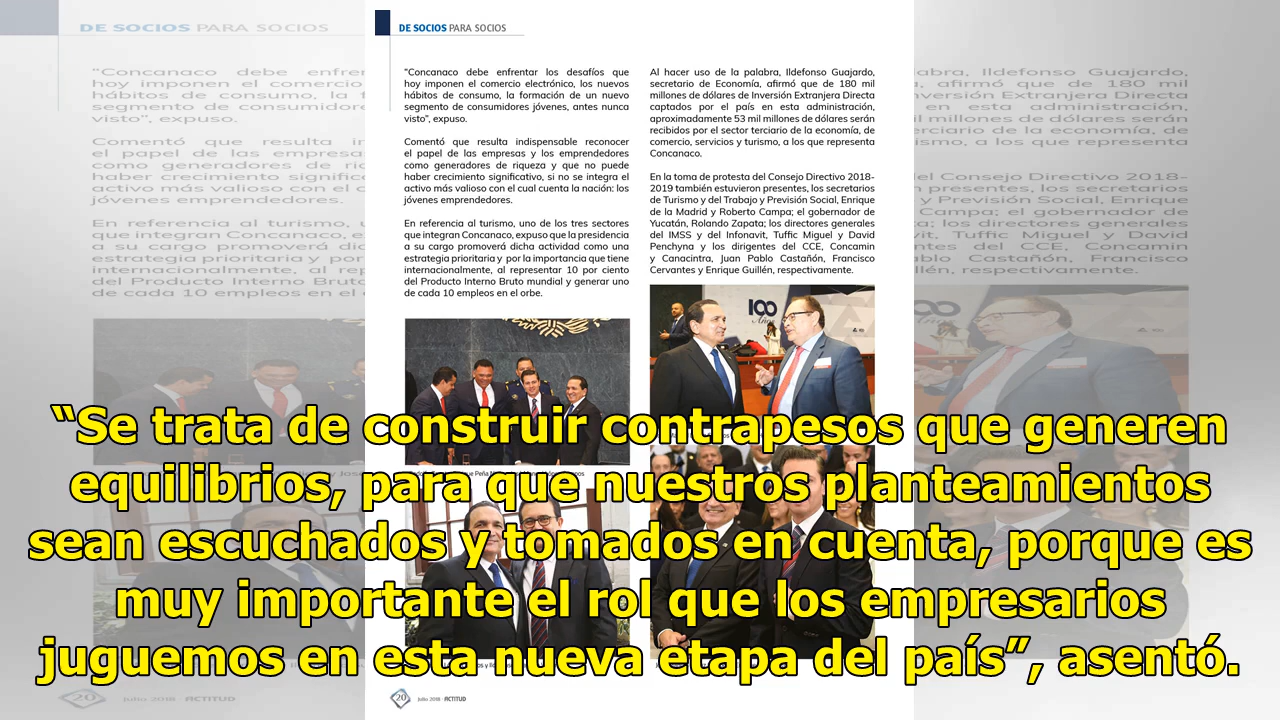 DE SOCIOS PARA SOCIOS
"Concanaco debe enfrentar los desafíos que
hoy imponen el comercio electrónico, los nuevos
hábitos de consumo, la formación de un nuevo
segmento de consumidores jóvenes, antes nunca
visto", expuso.
Comentó que resulta indispensable reconocer
el papel de las empresas y los emprendedores
como generadores de riqueza y que no puede
haber crecimiento significativo, si no se integra el
activo más valioso con el cual cuenta la nación: los
jóvenes emprendedores.
En referencia al turismo, uno de los tres sectores
que integran Concanaco, expuso que la presidencia
a su cargo promoverá dicha actividad como una
estrategia prioritaria y por la importancia que tiene
internacionalmente, al representar 10 por ciento
del Producto Interno Bruto mundial y generar uno
de cada 10 empleos en el orbe.
Al hacer uso de la palabra, Ildefonso Guajardo,
secretario de Economía, afirmó que de 180 mil
millones de dólares de Inversión Extranjera Directa
captados por el país en esta administración,
aproximadamente 53 mil millones de dólares serán
recibidos por el sector terciario de la economía, de
comercio, servicios y turismo, a los que representa
Concanaco.
En la toma de protesta del Consejo Directivo 2018-
2019 también estuvieron presentes, los secretarios
de Turismo y del Trabajo y Previsión Social, Enrique
de la Madrid y Roberto Campa; el gobernador de
Yucatán, Rolando Zapata; los directores generales
del IMSS y del Infonavit, Tuffic Miguel y David
Penchyna y los dirigentes del CCE, Concamin
y Canacintra, Juan Pablo Castañón, Francisco
Cervantes y Enrique Guillén, respectivamente.
100
Años
“Se trata de construir contrapesos que generen
equilibrios, para que nuestros planteamientos
sean escuchados y tomados en cuenta, porque es
muy importante el rol que los empresarios
juguemos en esta nueva etapa del país”, asentó.
20 Julio 2018 · ACTITUD